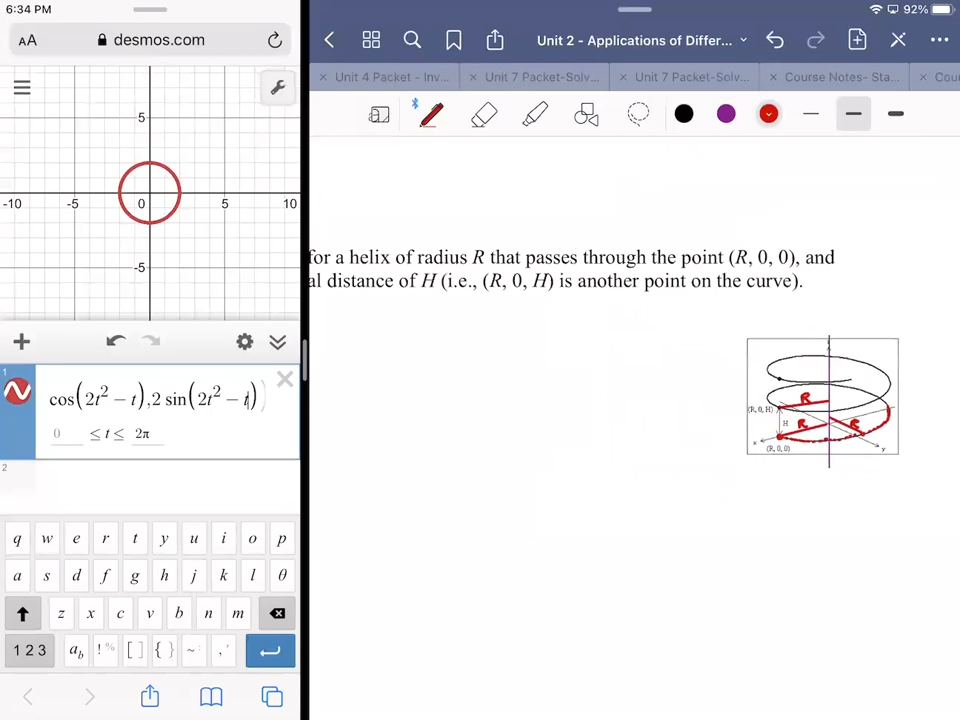 6:34 PM
92%
AA
desmos.com
Unit 2 - Applications of Differ...
Unit 4 Packet - Inv...
Unit 7 Packet-Solv...
Unit 7 Packet-Solv...
Course Notes- Sta...
Cou
5
-10
-5
0
5
10
-5
for a helix of radius R that passes through the point (R, 0, 0), and
al distance of H (i.e., (R, 0, H) is another point on the curve).
1
cos(2t² − t),2 sin(2t² − t))
0 ≤ t ≤ 2π
2
R
(R, 0, H)
H
R
R
x
y
(R, 0, 0)
q w e r t y u i o p
a s d f g h j k l θ
z x c v b n m
1 2 3
a_b ! % [ ] { } ~ : , '